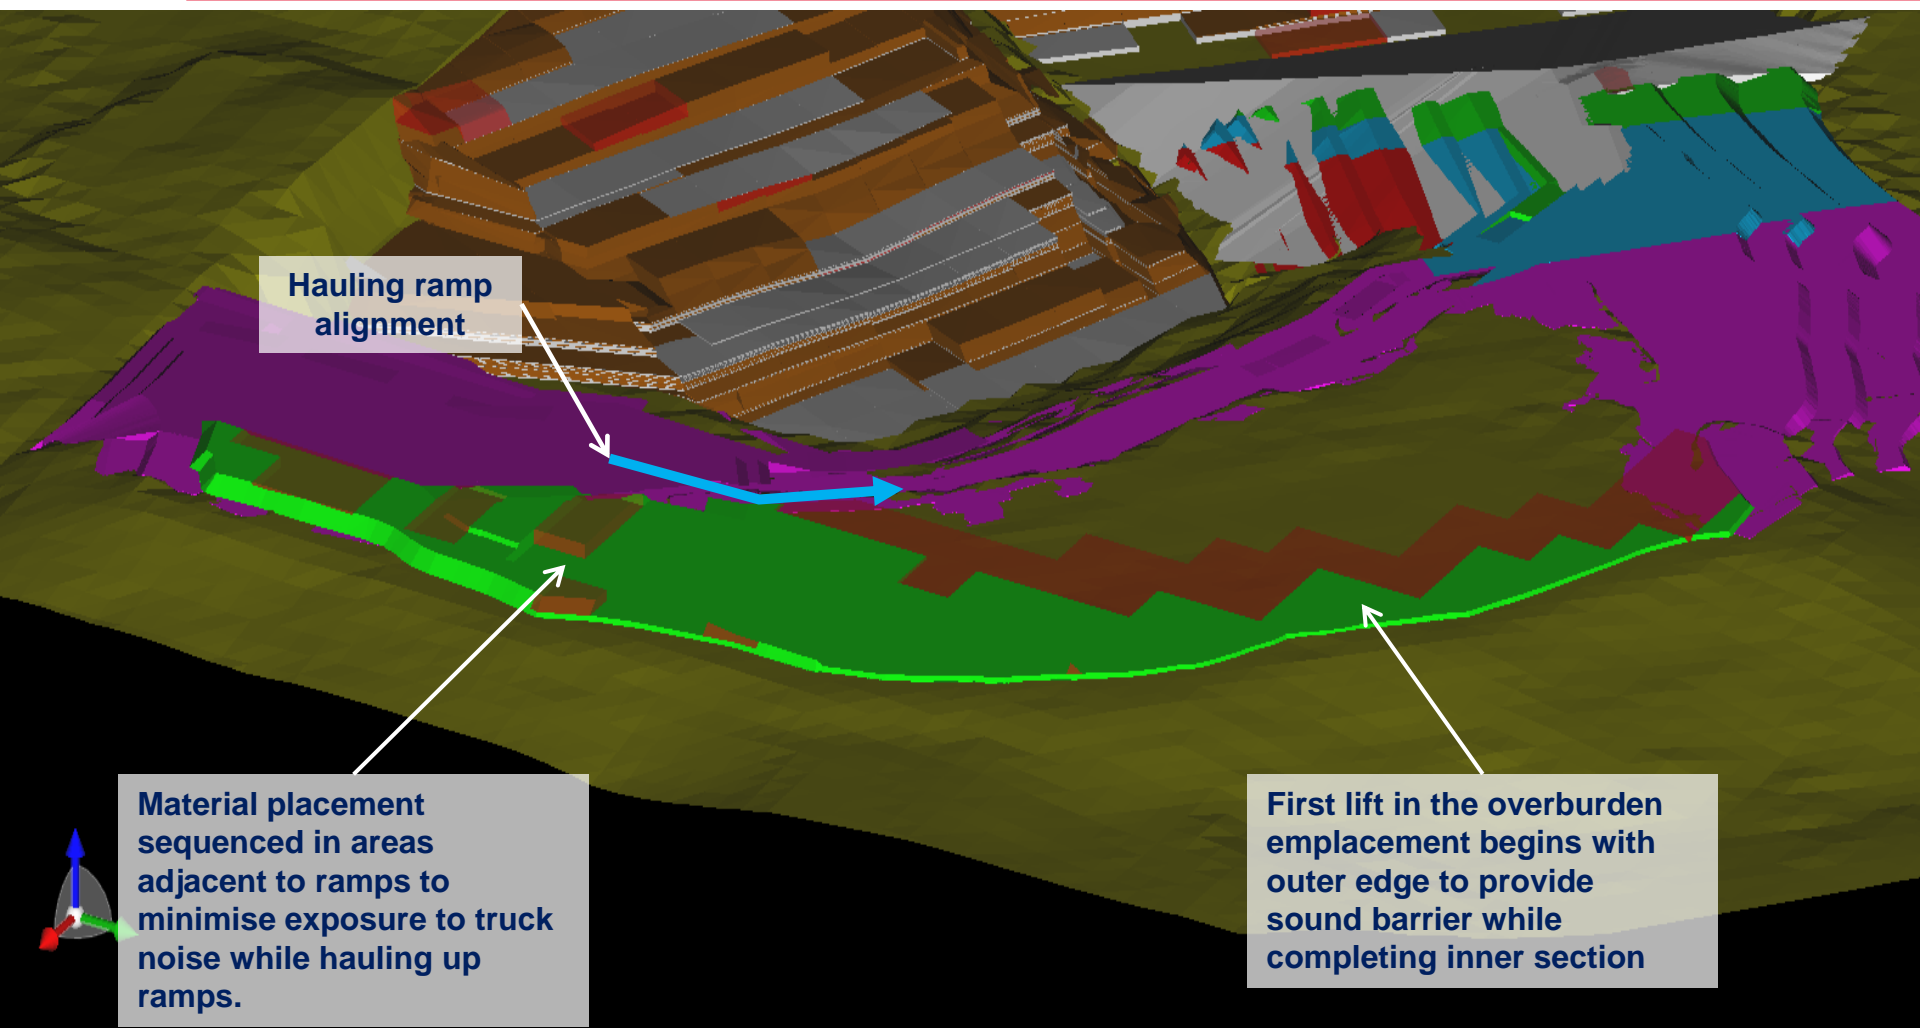 Hauling ramp
alignment
Material placement
sequenced in areas
adjacent to ramps to
minimise exposure to truck
noise while hauling up
ramps.
First lift in the overburden
emplacement begins with
outer edge to provide
sound barrier while
completing inner section